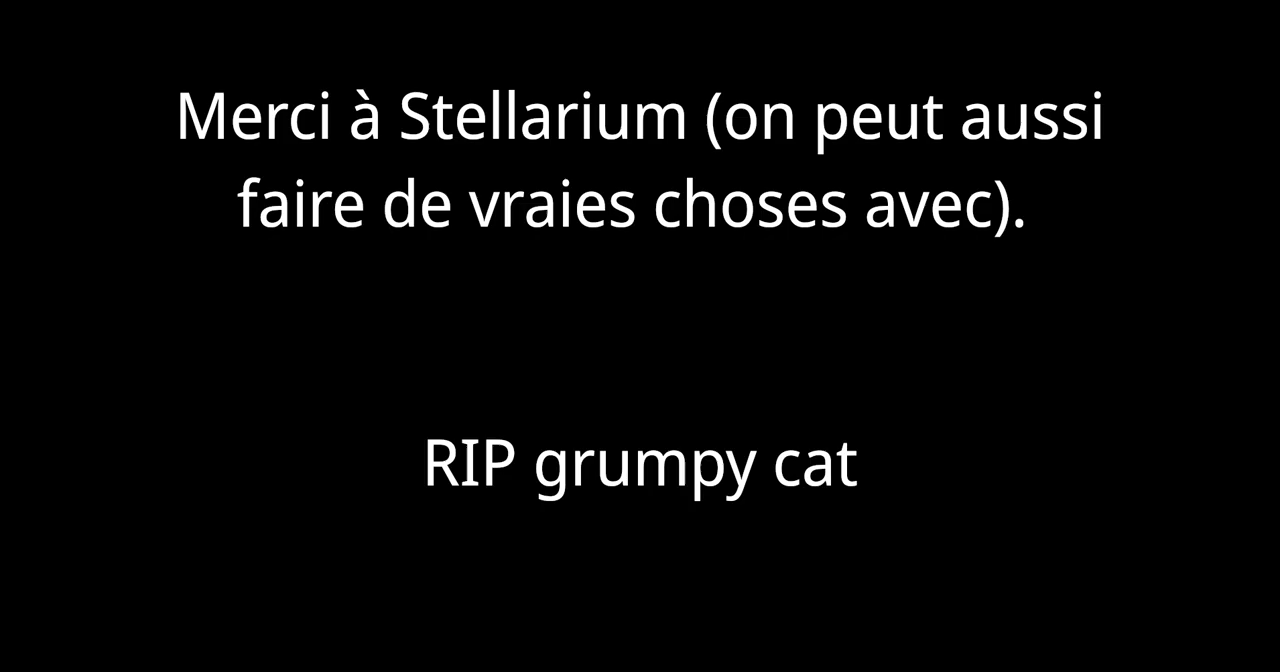 Merci à Stellarium (on peut aussi
faire de vraies choses avec).
RIP grumpy cat